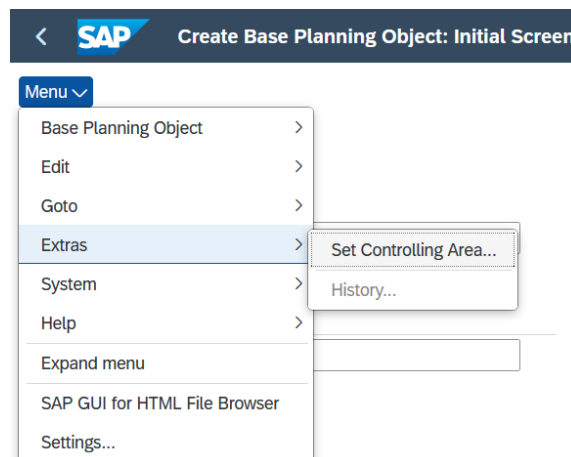 SAP Create Base Planning Object: Initial Screen
Menu
Base Planning Object
Edit
Goto
Extras
Set Controlling Area...
System
History...
Help
Expand menu
SAP GUI for HTML File Browser
Settings...